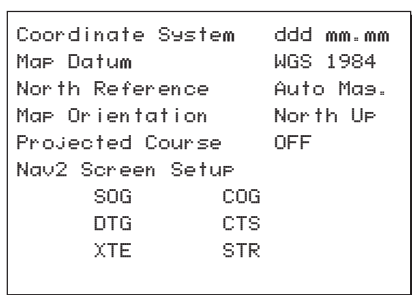 Coordinate System ddd mm.mm
Map Datum WGS 1984
North Reference Auto Mag.
Map Orientation North Up
Projected Course OFF
Nav2 Screen Setup
SOG COG
DTG CTS
XTE STR